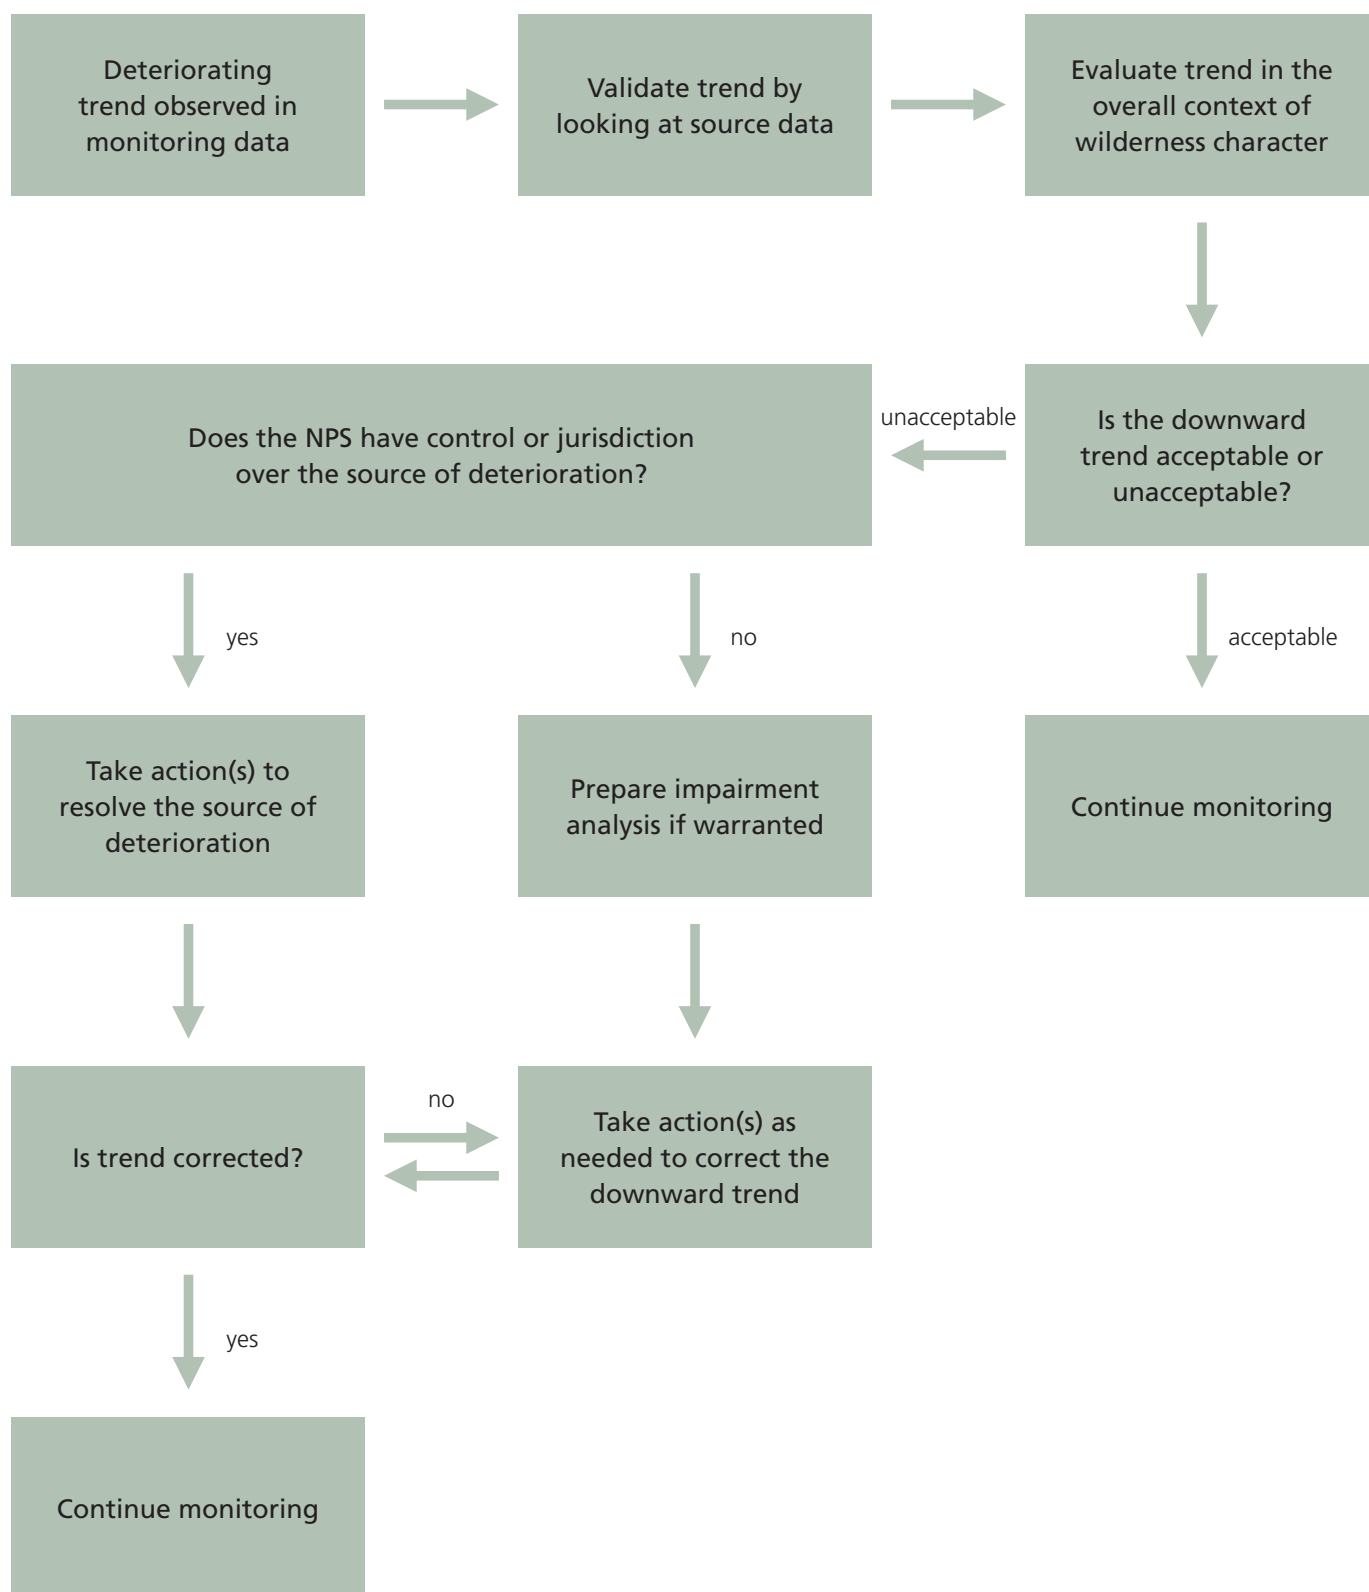 Deteriorating
trend observed in
monitoring data
Validate trend by
looking at source data
Evaluate trend in the
overall context of
wilderness character
Does the NPS have control or jurisdiction
over the source of deterioration?
unacceptable
Is the downward
trend acceptable or
unacceptable?
yes
no
acceptable
Take action(s) to
resolve the source of
deterioration
Prepare impairment
analysis if warranted
Continue monitoring
Is trend corrected?
no
Take action(s) as
needed to correct the
downward trend
yes
Continue monitoring